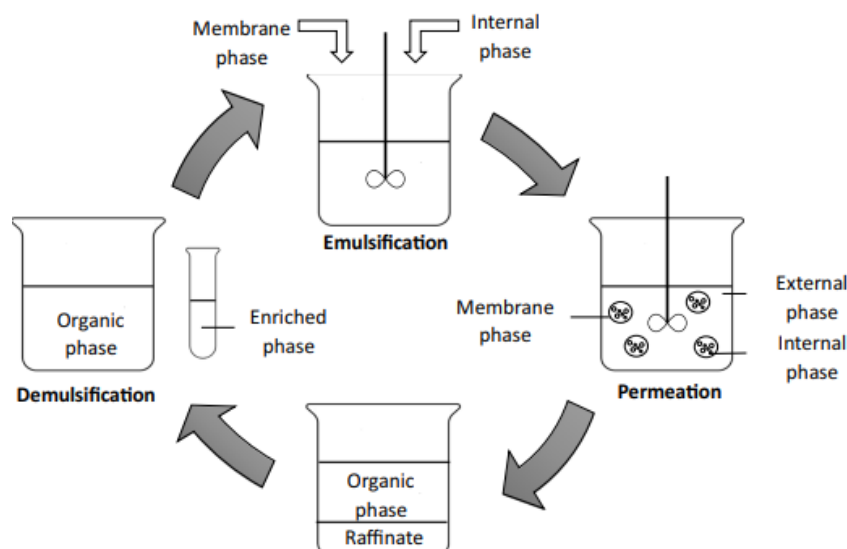 Membrane
phase
Internal
phase
Emulsification
External
phase
Membrane
phase
Internal
phase
Permeation
Organic
phase
Enriched
phase
Demulsification
Organic
phase
Raffinate